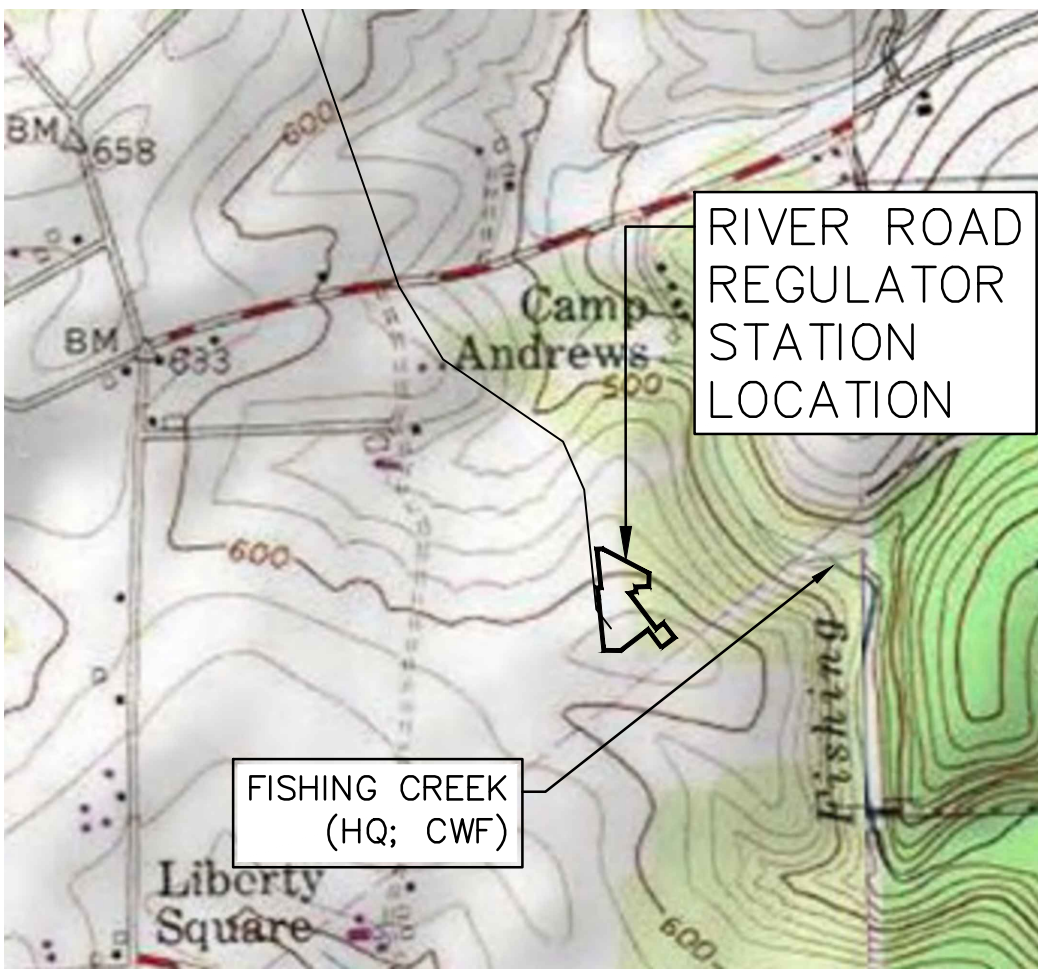 600
BM 658
RIVER ROAD
REGULATOR
STATION
LOCATION
Camp
Andrews
BM 633
500
600
Fishing
FISHING CREEK
(HQ; CWF)
Liberty
Square
600